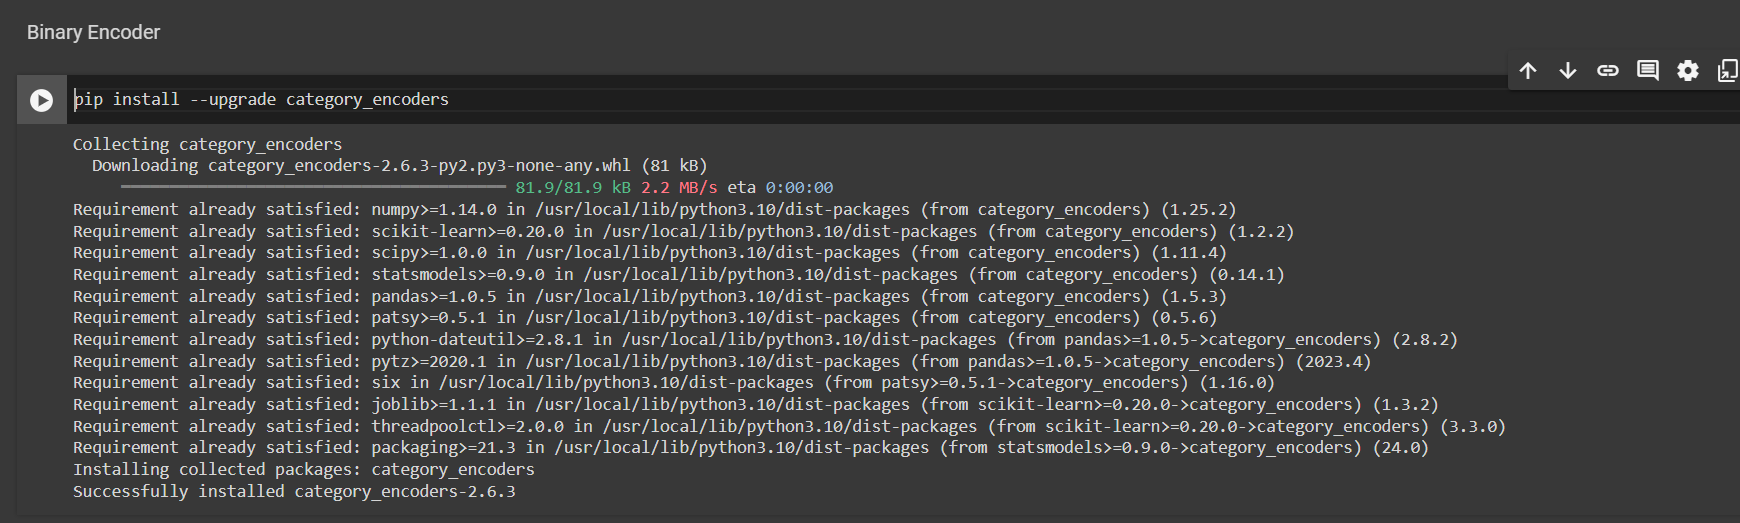 Binary Encoder
pip install --upgrade category_encoders
Collecting category_encoders
Downloading category_encoders-2.6.3-py2.py3-none-any.whl (81 kB)
81.9/81.9 kB 2.2 MB/s eta 0:00:00
Requirement already satisfied: numpy>=1.14.0 in /usr/local/lib/python3.10/dist-packages (from category_encoders) (1.25.2)
Requirement already satisfied: scikit-learn>=0.20.0 in /usr/local/lib/python3.10/dist-packages (from category_encoders) (1.2.2)
Requirement already satisfied: scipy>=1.0.0 in /usr/local/lib/python3.10/dist-packages (from category_encoders) (1.11.4)
Requirement already satisfied: statsmodels>=0.9.0 in /usr/local/lib/python3.10/dist-packages (from category_encoders) (0.14.1)
Requirement already satisfied: pandas>=1.0.5 in /usr/local/lib/python3.10/dist-packages (from category_encoders) (1.5.3)
Requirement already satisfied: patsy>=0.5.1 in /usr/local/lib/python3.10/dist-packages (from category_encoders) (0.5.6)
Requirement already satisfied: python-dateutil>=2.8.1 in /usr/local/lib/python3.10/dist-packages (from pandas>=1.0.5->category_encoders) (2.8.2)
Requirement already satisfied: pytz>=2020.1 in /usr/local/lib/python3.10/dist-packages (from pandas>=1.0.5->category_encoders) (2023.4)
Requirement already satisfied: six in /usr/local/lib/python3.10/dist-packages (from patsy>=0.5.1->category_encoders) (1.16.0)
Requirement already satisfied: joblib>=1.1.1 in /usr/local/lib/python3.10/dist-packages (from scikit-learn>=0.20.0->category_encoders) (1.3.2)
Requirement already satisfied: threadpoolctl>=2.0.0 in /usr/local/lib/python3.10/dist-packages (from scikit-learn>=0.20.0->category_encoders) (3.3.0)
Requirement already satisfied: packaging>=21.3 in /usr/local/lib/python3.10/dist-packages (from statsmodels>=0.9.0->category_encoders) (24.0)
Installing collected packages: category_encoders
Successfully installed category_encoders-2.6.3